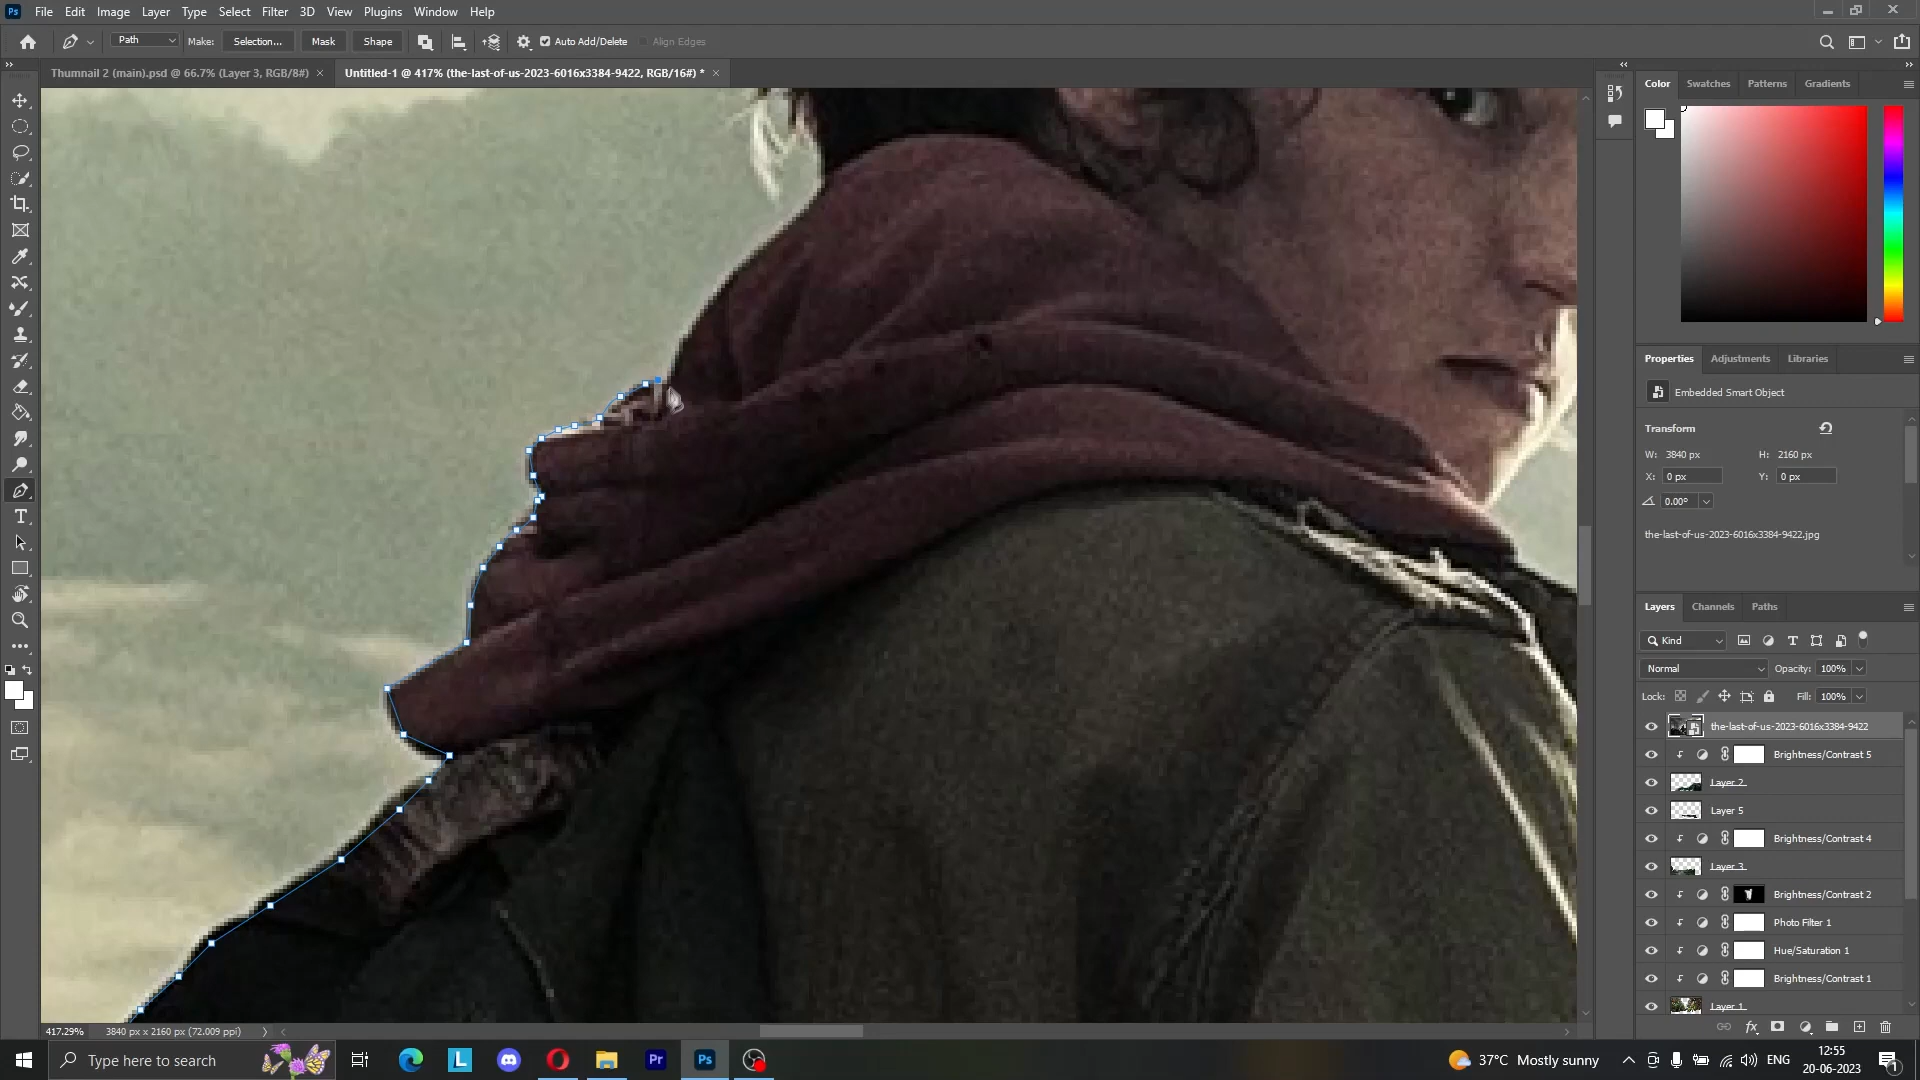 Ps File Edit Image Layer Type Select Filter 3D View Plugins Window Help
Path Make: Selection... Mask Shape Auto Add/Delete Align Edges
Thumnail 2 (main).psd @ 66.7% (Layer 3, RGB/8#) × Untitled-1 @ 417% (the-last-of-us-2023-6016x3384-9422, RGB/16#) * ×
Color Swatches Patterns Gradients
Properties Adjustments Libraries
Embedded Smart Object
Transform
W: 3840 px H: 2160 px
X: 0 px Y: 0 px
0.00°
the-last-of-us-2023-6016x3384-9422.jpg
Layers Channels Paths
Kind
Normal Opacity: 100%
Lock: Fill: 100%
the-last-of-us-2023-6016x3384-9422
Brightness/Contrast 5
Layer 2
Layer 5
Brightness/Contrast 4
Layer 3
Brightness/Contrast 2
Photo Filter 1
Hue/Saturation 1
Brightness/Contrast 1
Layer 1
417.29% 3840 px x 2160 px (72.009 ppi)
Type here to search L Pr Ps 37°C Mostly sunny ENG 12:55
20-06-2023 1